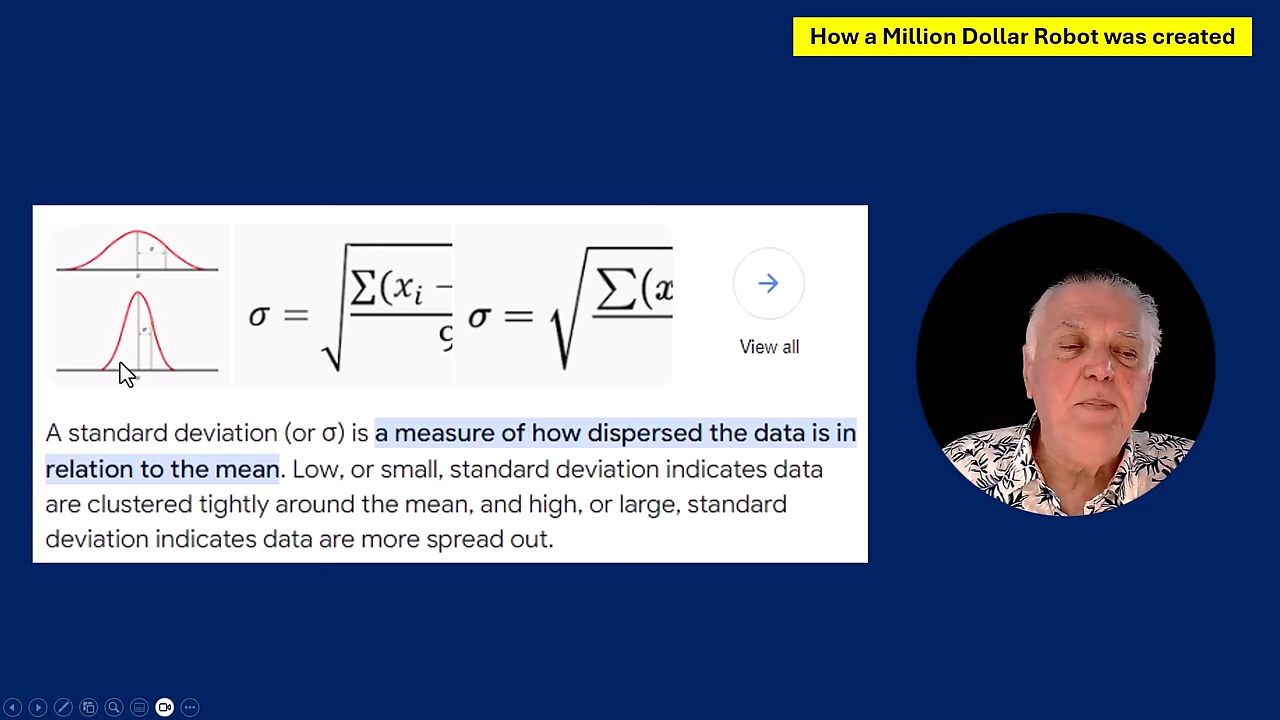 How a Million Dollar Robot was created
σ = √ Σ(xᵢ −
9
σ = √ Σ(x
View all
A standard deviation (or σ) is a measure of how dispersed the data is in
relation to the mean. Low, or small, standard deviation indicates data
are clustered tightly around the mean, and high, or large, standard
deviation indicates data are more spread out.